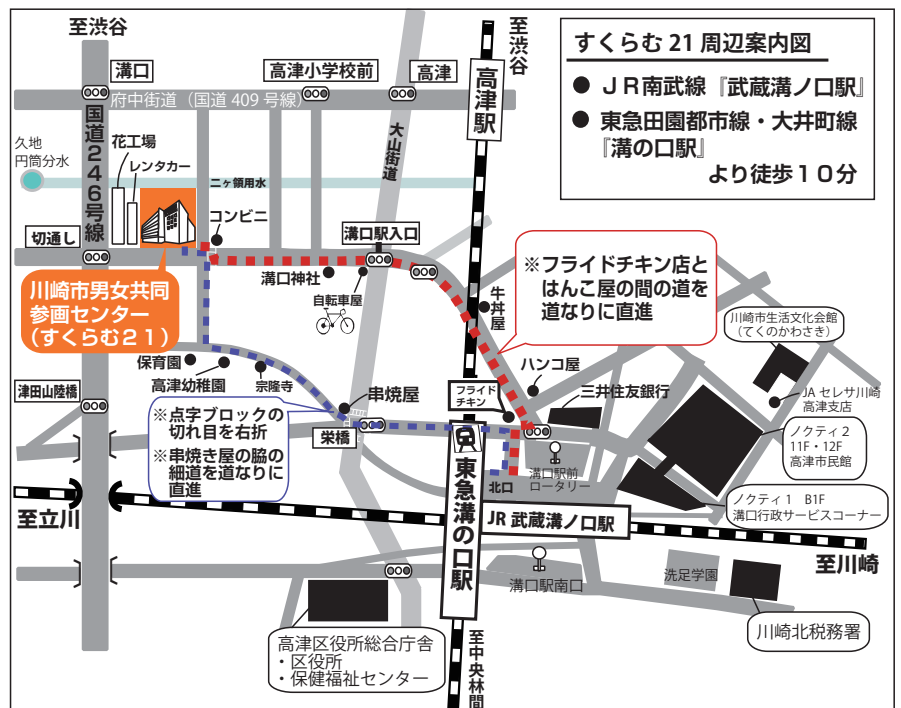 至渋谷
溝口
高津小学校前
高津
至渋谷
高津駅
府中街道（国道 409 号線）
すくらむ 21 周辺案内図
● ＪＲ南武線『武蔵溝ノ口駅』
● 東急田園都市線・大井町線
『溝の口駅』
より徒歩１０分
国道２４６号線
久地
円筒分水
花工場
レンタカー
大山街道
二ヶ領用水
コンビニ
切通し
溝口駅入口
溝口神社
自転車屋
川崎市男女共同
参画センター
（すくらむ２１）
※フライドチキン店と
はんこ屋の間の道を
道なりに直進
牛丼屋
ハンコ屋
川崎市生活文化会館
（てくのかわさき）
保育園
高津幼稚園
宗隆寺
津田山陸橋
串焼屋
フライド
チキン
三井住友銀行
JA セレサ川崎
高津支店
※点字ブロックの
切れ目を右折
※串焼き屋の脇の
細道を道なりに
直進
栄橋
ノクティ２
11F・12F
高津市民館
溝口駅前
ロータリー
北口
東急溝の口駅
ノクティ１ B1F
溝口行政サービスコーナー
至立川
JR 武蔵溝ノ口駅
至川崎
溝口駅南口
洗足学園
川崎北税務署
高津区役所総合庁舎
・区役所
・保健福祉センター
至中央林間